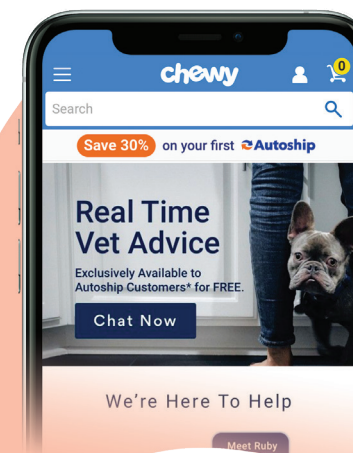 chewy
0
Search
Save 30% on your first Autoship
Real Time
Vet Advice
Exclusively Available to
Autoship Customers* for FREE.
Chat Now
We're Here To Help
Meet Ruby